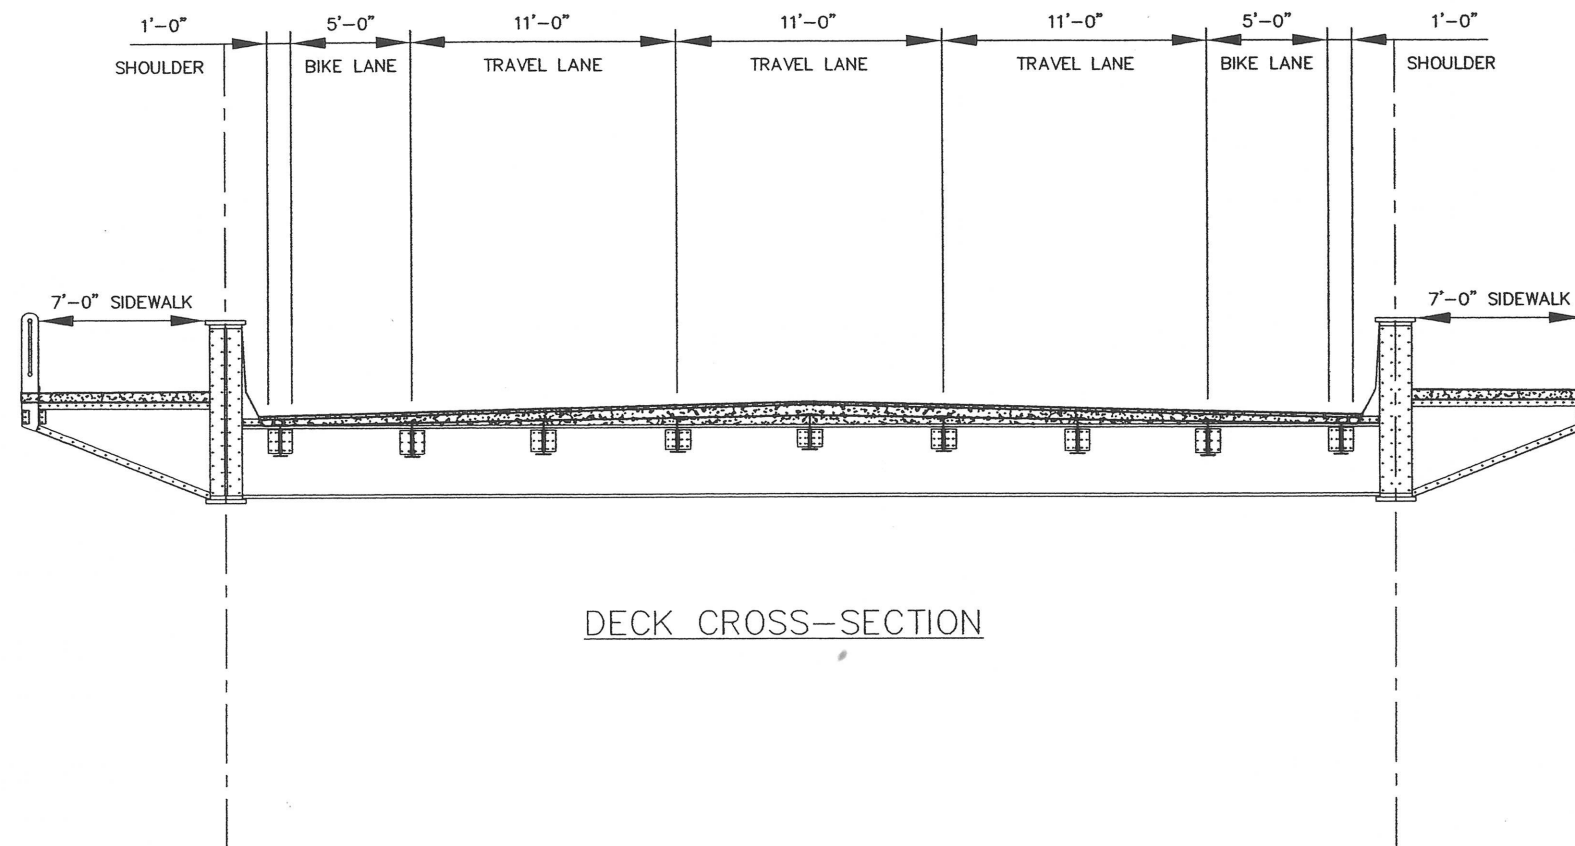 1'-0" 5'-0" 11'-0" 11'-0" 11'-0" 5'-0" 1'-0"
SHOULDER BIKE LANE TRAVEL LANE TRAVEL LANE TRAVEL LANE BIKE LANE SHOULDER
7'-0" SIDEWALK 7'-0" SIDEWALK
DECK CROSS-SECTION